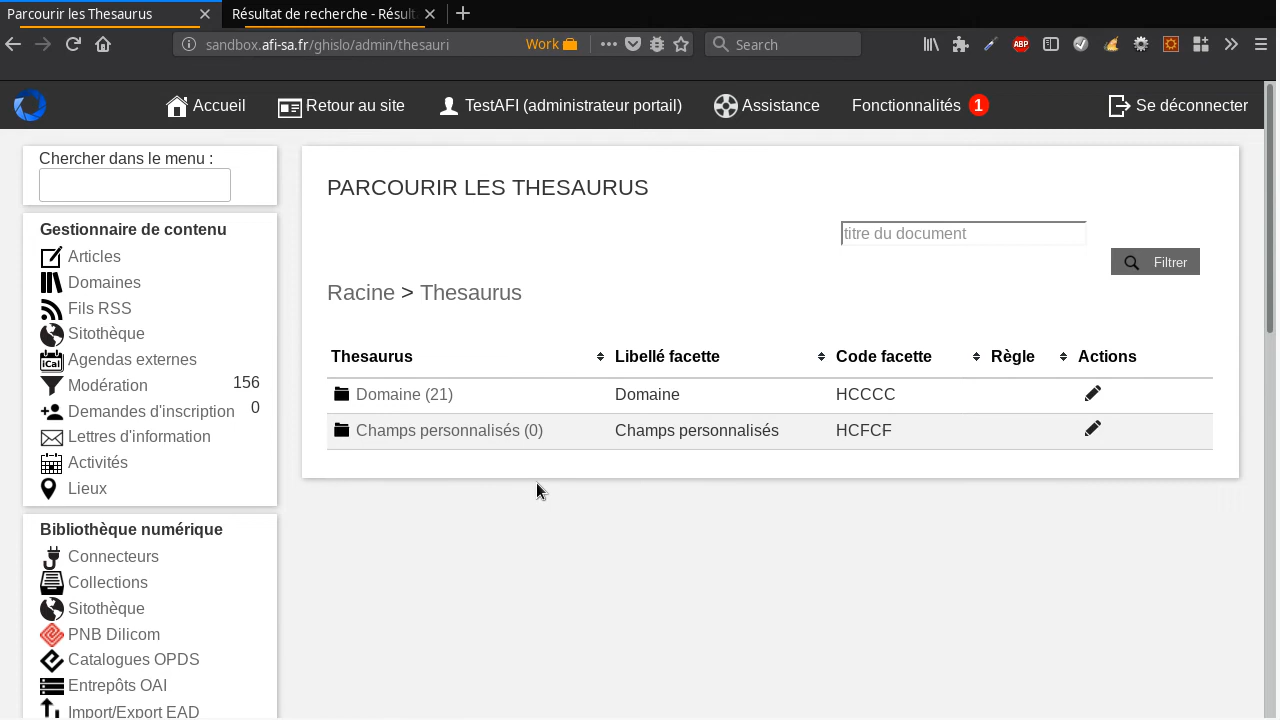 Parcourir les Thesaurus
Résultat de recherche - Résult
sandbox.afi-sa.fr/ghislo/admin/thesauri
Work
Search
ABP
Accueil
Retour au site
TestAFI (administrateur portail)
Assistance
Fonctionnalités 1
Se déconnecter
Chercher dans le menu :
Gestionnaire de contenu
Articles
Domaines
Fils RSS
Sitothèque
iCal Agendas externes
Modération 156
Demandes d'inscription 0
Lettres d'information
Activités
Lieux
Bibliothèque numérique
Connecteurs
Collections
Sitothèque
PNB Dilicom
Catalogues OPDS
Entrepôts OAI
Import/Export EAD
PARCOURIR LES THESAURUS
titre du document
Filtrer
Racine > Thesaurus
Thesaurus Libellé facette Code facette Règle Actions
Domaine (21) Domaine HCCCC
Champs personnalisés (0) Champs personnalisés HCFCF